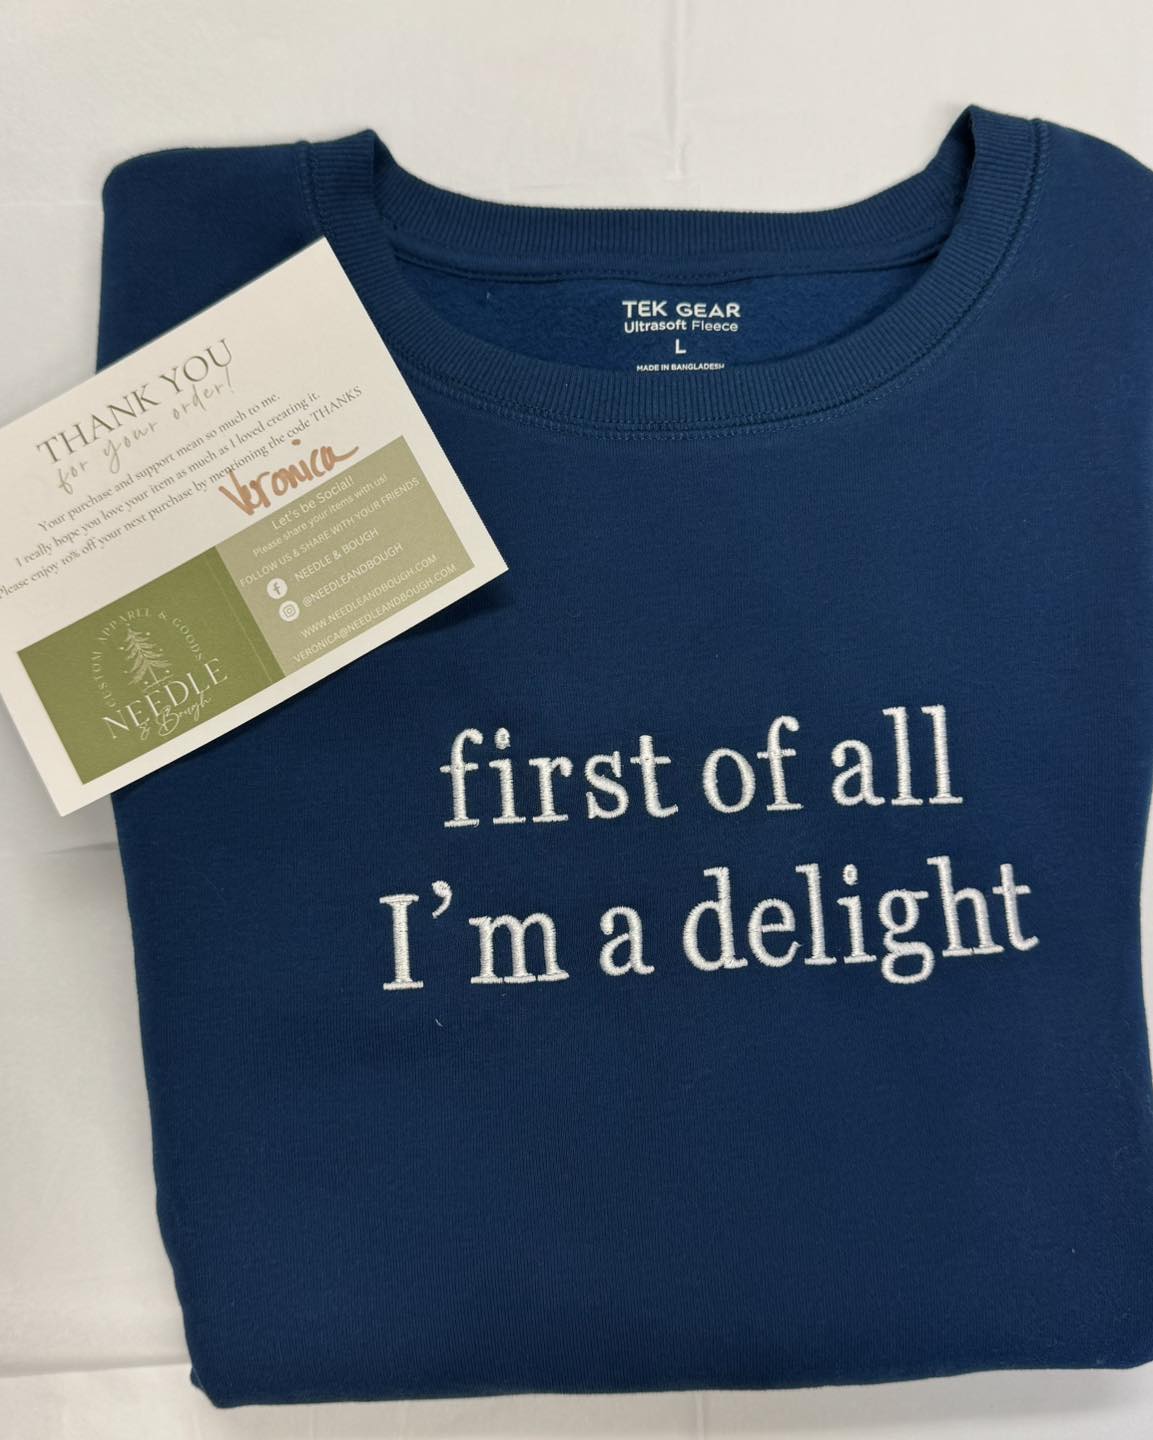 TEK GEAR
Ultrasoft Fleece
L
MADE IN BANGLADESH
THANK YOU
for your order!
Your purchase and support mean so much to me.
I really hope you love your item as much as I loved creating it.
Please enjoy 10% off your next purchase by mentioning the code THANKS
Veronica
Let's be Social!
Please share your items with us!
FOLLOW US & SHARE WITH YOUR FRIENDS
NEEDLE & BOUGH
@NEEDLEANDBOUGH
WWW.NEEDLEANDBOUGH.COM
VERONICA@NEEDLEANDBOUGH.COM
CUSTOM APPAREL & GOODS
NEEDLE
& Bough
first of all
I'm a delight